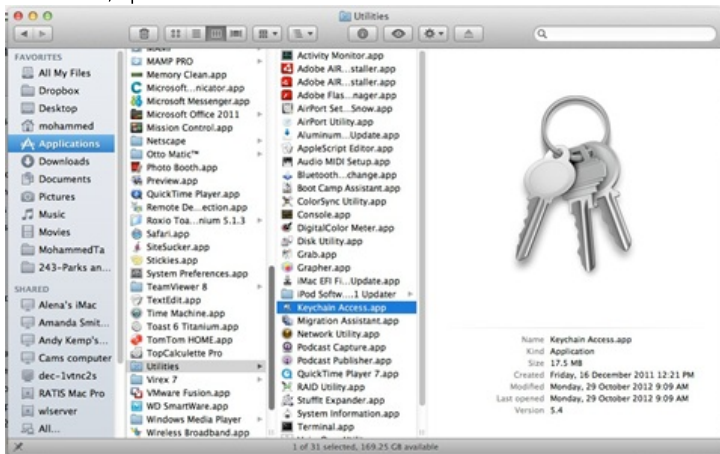 Utilities
FAVORITES
All My Files
Dropbox
Desktop
mohammed
Applications
Downloads
Documents
Pictures
Music
Movies
MohammedTa
243-Parks an...
SHARED
Alena's iMac
Amanda Smit...
Andy Kemp's...
Cams computer
dec-1vtnc2s
RATIS Mac Pro
wlserver
All...
MAMP PRO
Memory Clean.app
Microsoft...nicator.app
Microsoft Messenger.app
Microsoft Office 2011
Mission Control.app
Netscape
Otto Matic™
Photo Booth.app
Preview.app
QuickTime Player.app
Remote De...ection.app
Roxio Toa...nium 5.1.3
Safari.app
SiteSucker.app
Stickies.app
System Preferences.app
TeamViewer 8
TextEdit.app
Time Machine.app
Toast 6 Titanium.app
TomTom HOME.app
TopCalculette Pro
Utilities
Virex 7
VMware Fusion.app
WD SmartWare.app
Windows Media Player
Wireless Broadband.app
Activity Monitor.app
Adobe AIR...staller.app
Adobe AIR...staller.app
Adobe Flas...nager.app
AirPort Set...Snow.app
AirPort Utility.app
Aluminum...Update.app
AppleScript Editor.app
Audio MIDI Setup.app
Bluetooth...change.app
Boot Camp Assistant.app
ColorSync Utility.app
Console.app
DigitalColor Meter.app
Disk Utility.app
Grab.app
Grapher.app
iMac EFI Fi...Update.app
iPod Softw....1 Updater
Keychain Access.app
Migration Assistant.app
Network Utility.app
Podcast Capture.app
Podcast Publisher.app
QuickTime Player 7.app
RAID Utility.app
StuffIt Expander.app
System Information.app
Terminal.app
Name Keychain Access.app
Kind Application
Size 17.5 MB
Created Friday, 16 December 2011 12:21 PM
Modified Monday, 29 October 2012 9:09 AM
Last opened Monday, 29 October 2012 9:09 AM
Version 5.4
1 of 31 selected, 169.25 GB available